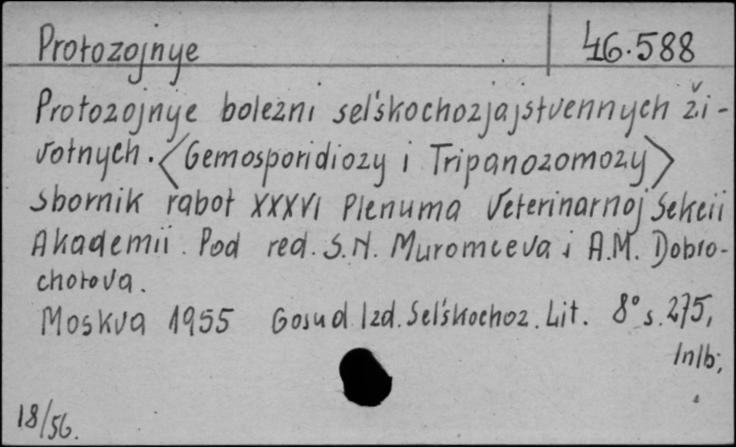 Protozojnye 46.588
Protozojnye bolezni sel'skochozjajstvennych ži-
votnych. <Gemosporidiozy i Tripanozomozy>
Sbornik rabot XXXVI Plenuma Veterinarnoj Sekcii
Akademii. Pod red. S.N. Muromceva i A.M. Dobro-
chotova.
Moskva 1955 Gosud. Izd. Sel'skochoz. Lit. 8° s. 275,
Inlb;
18/56.